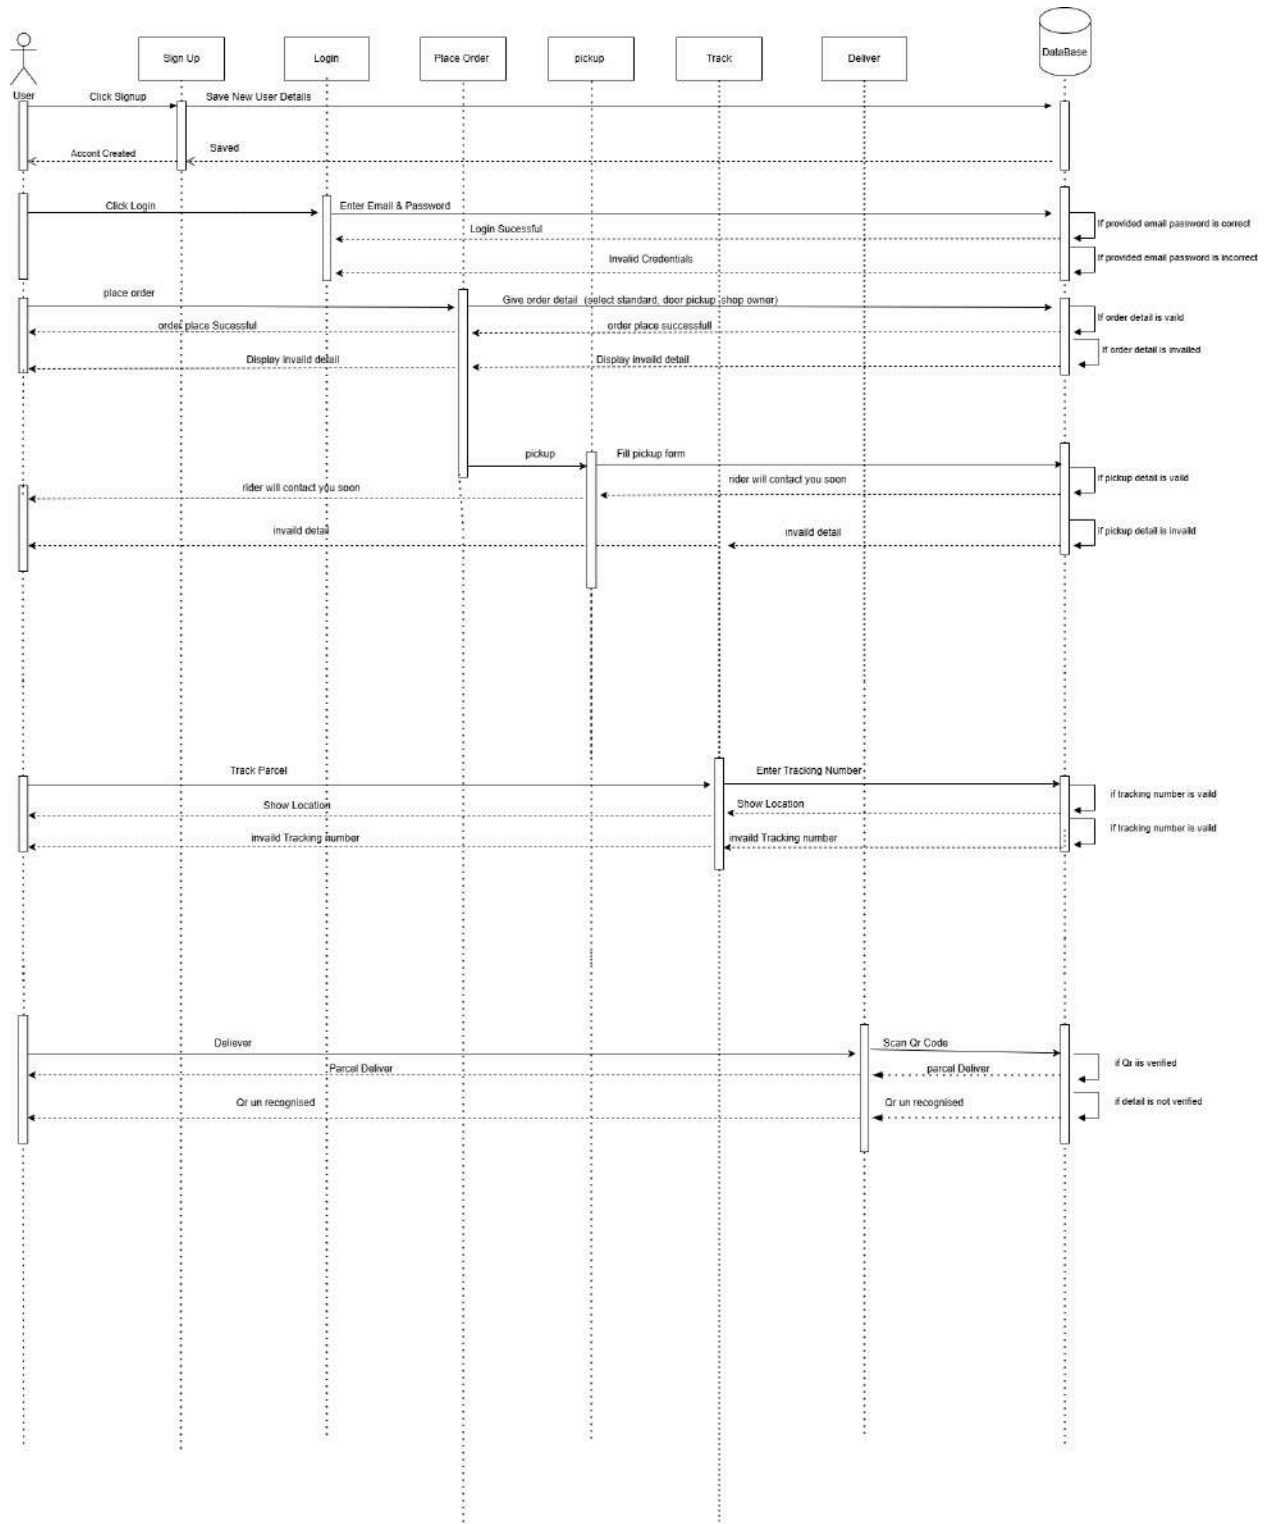 Sign Up
Login
Place Order
pickup
Track
Deliver
DataBase
User
Click Signup
Save New User Details
Accont Created
Saved
Click Login
Enter Email & Password
If provided email password is correct
Login Sucessful
Invalid Credentials
If provided email password is incorrect
place order
Give order detail (select standard, door pickup shop owner)
If order detail is vaild
order place Sucessful
order place successfull
If order detail is invailed
Display invaild detail
Display invaild detail
pickup
Fill pickup form
if pickup detail is vaild
rider will contact you soon
rider will contact you soon
invaild detail
invaild detail
if pickup detail is invaild
Track Parcel
Enter Tracking Number
if tracking number is vaild
Show Location
Show Location
if tracking number is vaild
invaild Tracking number
invaild Tracking number
Deliever
Scan Qr Code
if Qr iis verified
Parcel Deliver
parcel Deliver
Qr un recognised
Qr un recognised
if detail is not verified